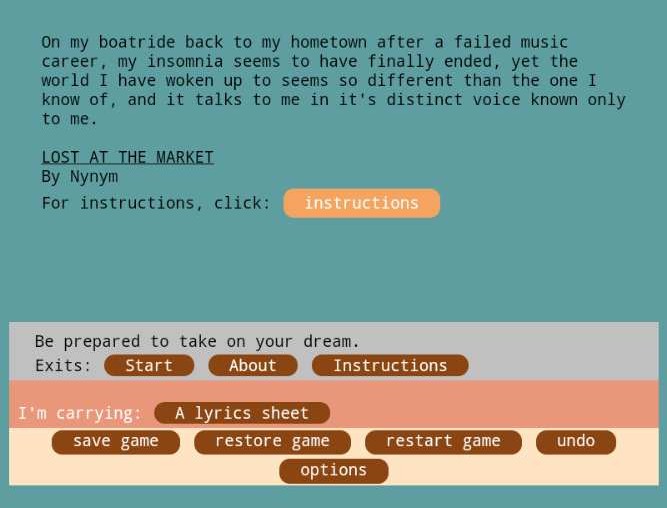 On my boatride back to my hometown after a failed music
career, my insomnia seems to have finally ended, yet the
world I have woken up to seems so different than the one I
know of, and it talks to me in it's distinct voice known only
to me.
LOST AT THE MARKET
By Nynym
For instructions, click: instructions
Be prepared to take on your dream.
Exits: Start About Instructions
I'm carrying: A lyrics sheet
save game restore game restart game undo
options